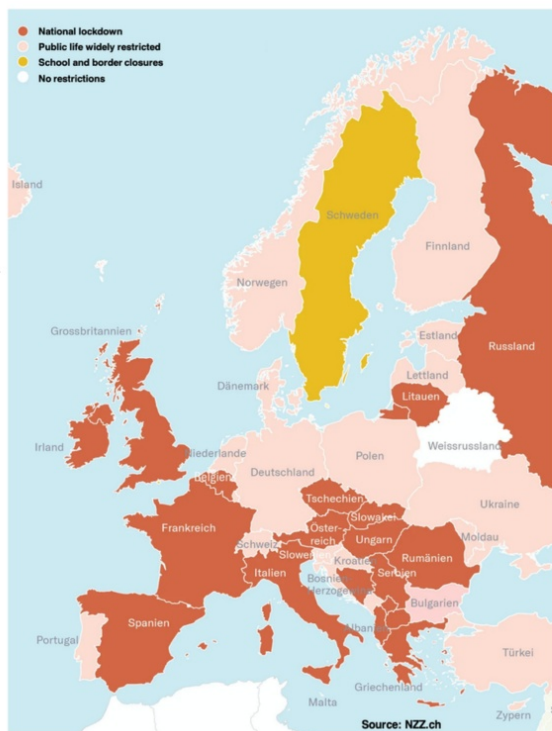 National lockdown
Public life widely restricted
School and border closures
No restrictions
Island
Schweden
Finnland
Norwegen
Grossbritannien
Estland
Russland
Lettland
Dänemark
Litauen
Irland
Niederlande
Weissrussland
Belgien
Polen
Deutschland
Tschechien
Ukraine
Slowakei
Frankreich
Öster-
reich
Moldau
Schweiz
Ungarn
Kroatien
Rumänien
Italien
Serbien
Bosnien
Herzegowina
Bulgarien
Spanien
Portugal
Türkei
Griechenland
Malta
Zypern
Source: NZZ.ch